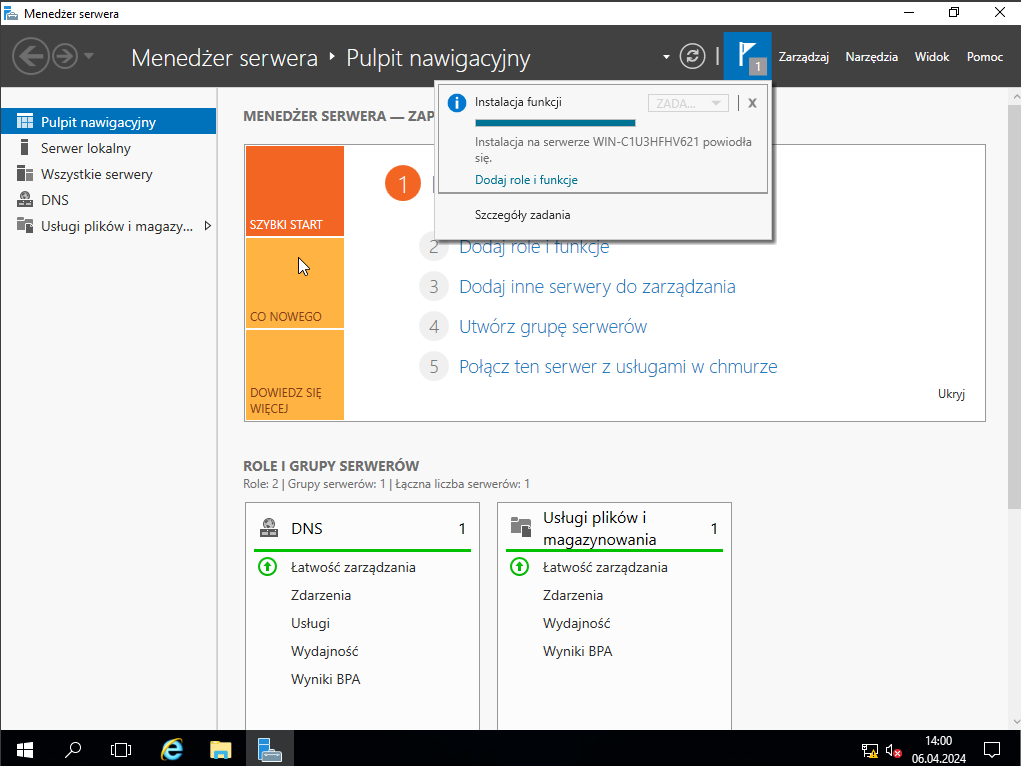 Menedżer serwera
Menedżer serwera ‣ Pulpit nawigacyjny
1
Zarządzaj
Narzędzia
Widok
Pomoc
Pulpit nawigacyjny
Serwer lokalny
Wszystkie serwery
DNS
Usługi plików i magazy...
Instalacja funkcji
ZADA...
X
Instalacja na serwerze WIN-C1U3HFHV621 powiodła
się.
Dodaj role i funkcje
Szczegóły zadania
MENEDŻER SERWERA — ZAP
SZYBKI START
CO NOWEGO
DOWIEDZ SIĘ
WIĘCEJ
1
2 Dodaj role i funkcje
3 Dodaj inne serwery do zarządzania
4 Utwórz grupę serwerów
5 Połącz ten serwer z usługami w chmurze
Ukryj
ROLE I GRUPY SERWERÓW
Role: 2 | Grupy serwerów: 1 | Łączna liczba serwerów: 1
DNS 1
Łatwość zarządzania
Zdarzenia
Usługi
Wydajność
Wyniki BPA
Usługi plików i
magazynowania 1
Łatwość zarządzania
Zdarzenia
Wydajność
Wyniki BPA
14:00
06.04.2024